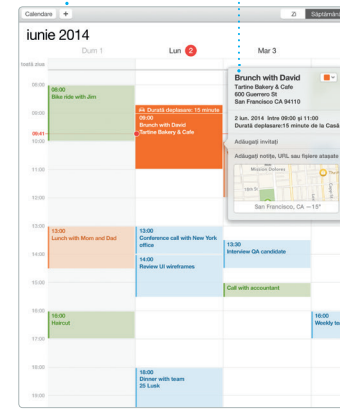 Calendare +
Zi Săptămână
iunie 2014
Dum 1
Lun 2
Mar 3
08:00
09:00
09:41
10:00
11:00
13:00
14:00
15:00
16:00
17:00
18:00
19:00
08:00
Bike ride with Jim
13:00
Lunch with Mom and Dad
16:00
Haircut
Durată deplasare: 15 minute
09:00
Brunch with David
Tartine Bakery & Cafe
13:00
Conference call with New York
office
14:00
Review UI wireframes
18:00
Dinner with team
25 Lusk
13:30
Interview QA candidate
Call with accountant
16:00
Weekly to
Brunch with David
Tartine Bakery & Cafe
600 Guerrero St
San Francisco CA 94110
2 iun. 2014 între 09:00 și 11:00
Durată deplasare:15 minute de la Casă
Adăugați invitați
Adăugați notițe, URL sau fișiere atașate
Mission Dolores
San Francisco, CA – 15°